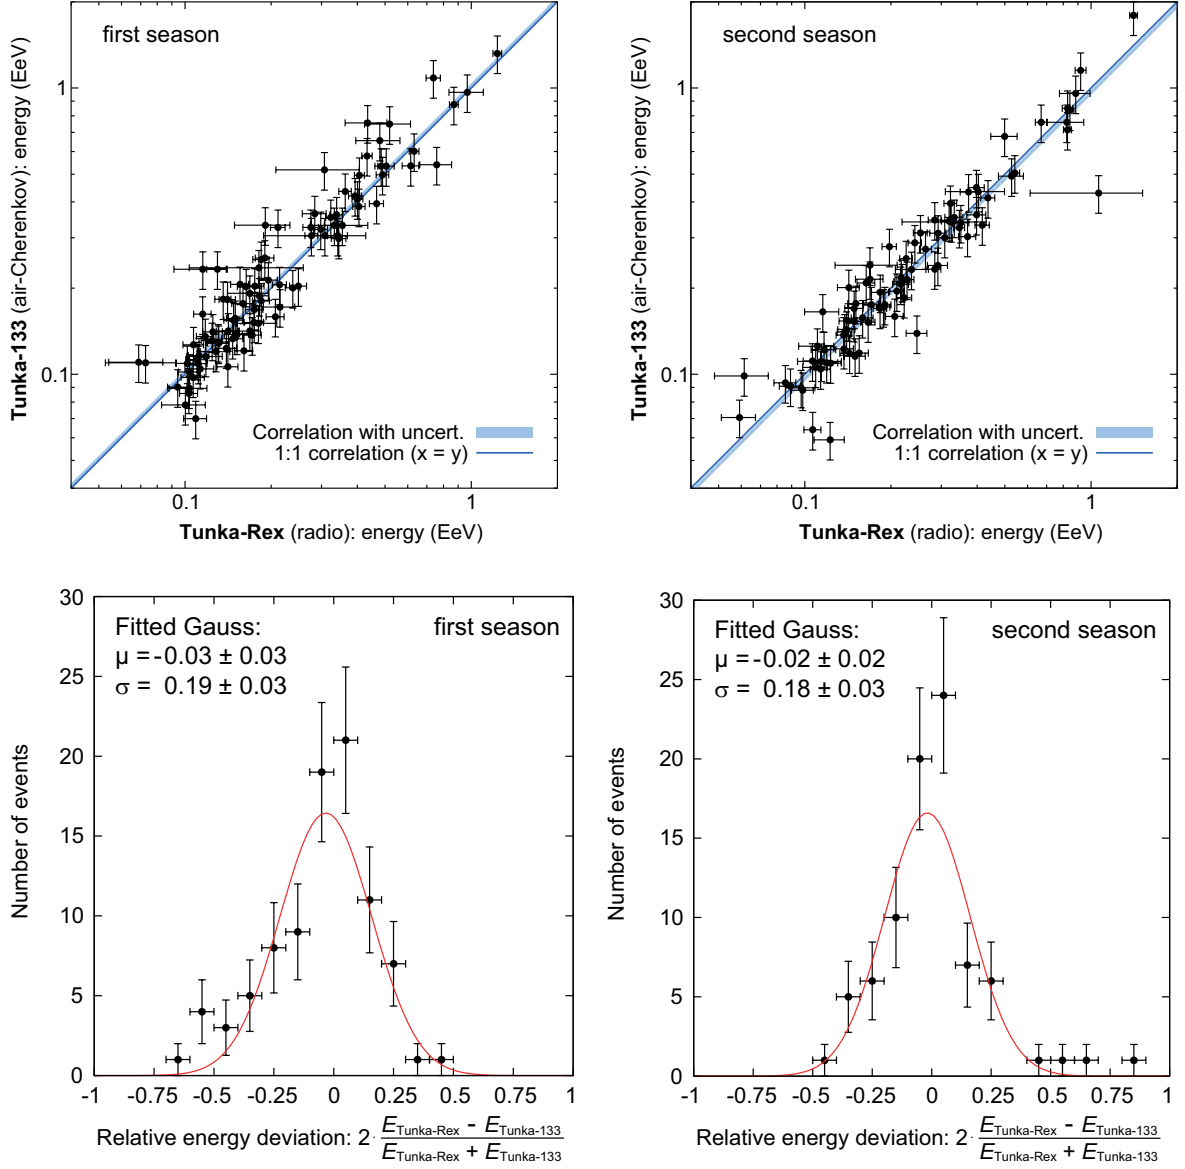 first season
Tunka-133 (air-Cherenkov): energy (EeV)
1
0.1
Correlation with uncert.
1:1 correlation (x = y)
0.1
1
Tunka-Rex (radio): energy (EeV)
second season
Tunka-133 (air-Cherenkov): energy (EeV)
1
0.1
Correlation with uncert.
1:1 correlation (x = y)
0.1
1
Tunka-Rex (radio): energy (EeV)
30
25
20
15
10
5
0
Number of events
Fitted Gauss:
μ = -0.03 ± 0.03
σ = 0.19 ± 0.03
first season
-1 -0.75 -0.5 -0.25 0 0.25 0.5 0.75 1
Relative energy deviation: 2 · (E_Tunka-Rex - E_Tunka-133) / (E_Tunka-Rex + E_Tunka-133)
30
25
20
15
10
5
0
Number of events
Fitted Gauss:
μ = -0.02 ± 0.02
σ = 0.18 ± 0.03
second season
-1 -0.75 -0.5 -0.25 0 0.25 0.5 0.75 1
Relative energy deviation: 2 · (E_Tunka-Rex - E_Tunka-133) / (E_Tunka-Rex + E_Tunka-133)